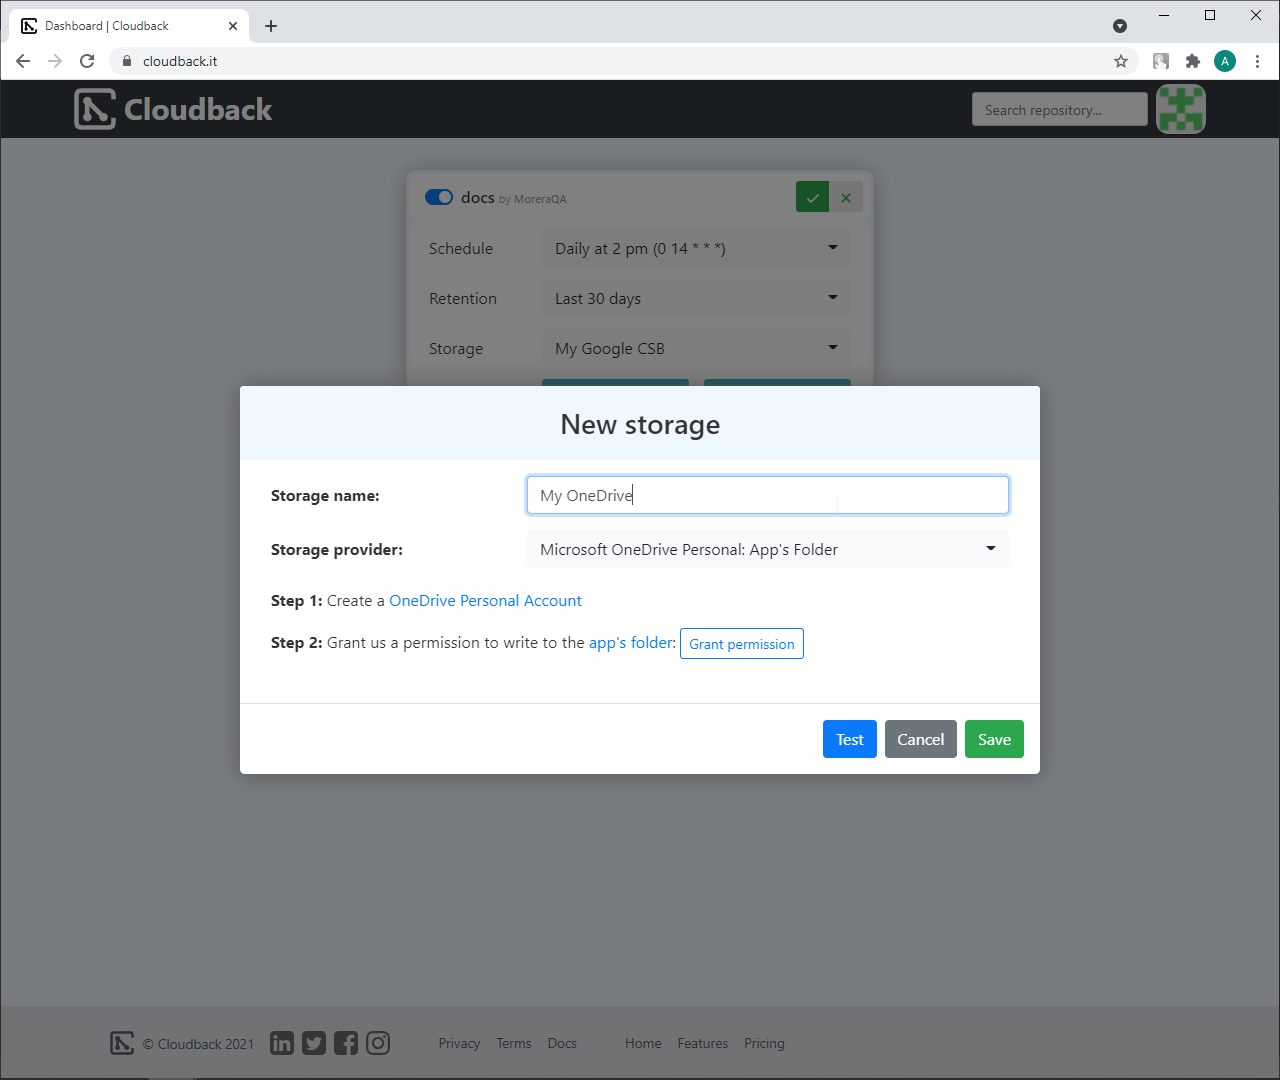 Dashboard | Cloudback
cloudback.it
A
Cloudback
Search repository...
docs by MoreraQA
Schedule
Daily at 2 pm (0 14 * * *)
Retention
Last 30 days
Storage
My Google CSB
New storage
Storage name:
My OneDrive
Storage provider:
Microsoft OneDrive Personal: App's Folder
Step 1: Create a OneDrive Personal Account
Step 2: Grant us a permission to write to the app's folder: Grant permission
Test
Cancel
Save
© Cloudback 2021
Privacy
Terms
Docs
Home
Features
Pricing